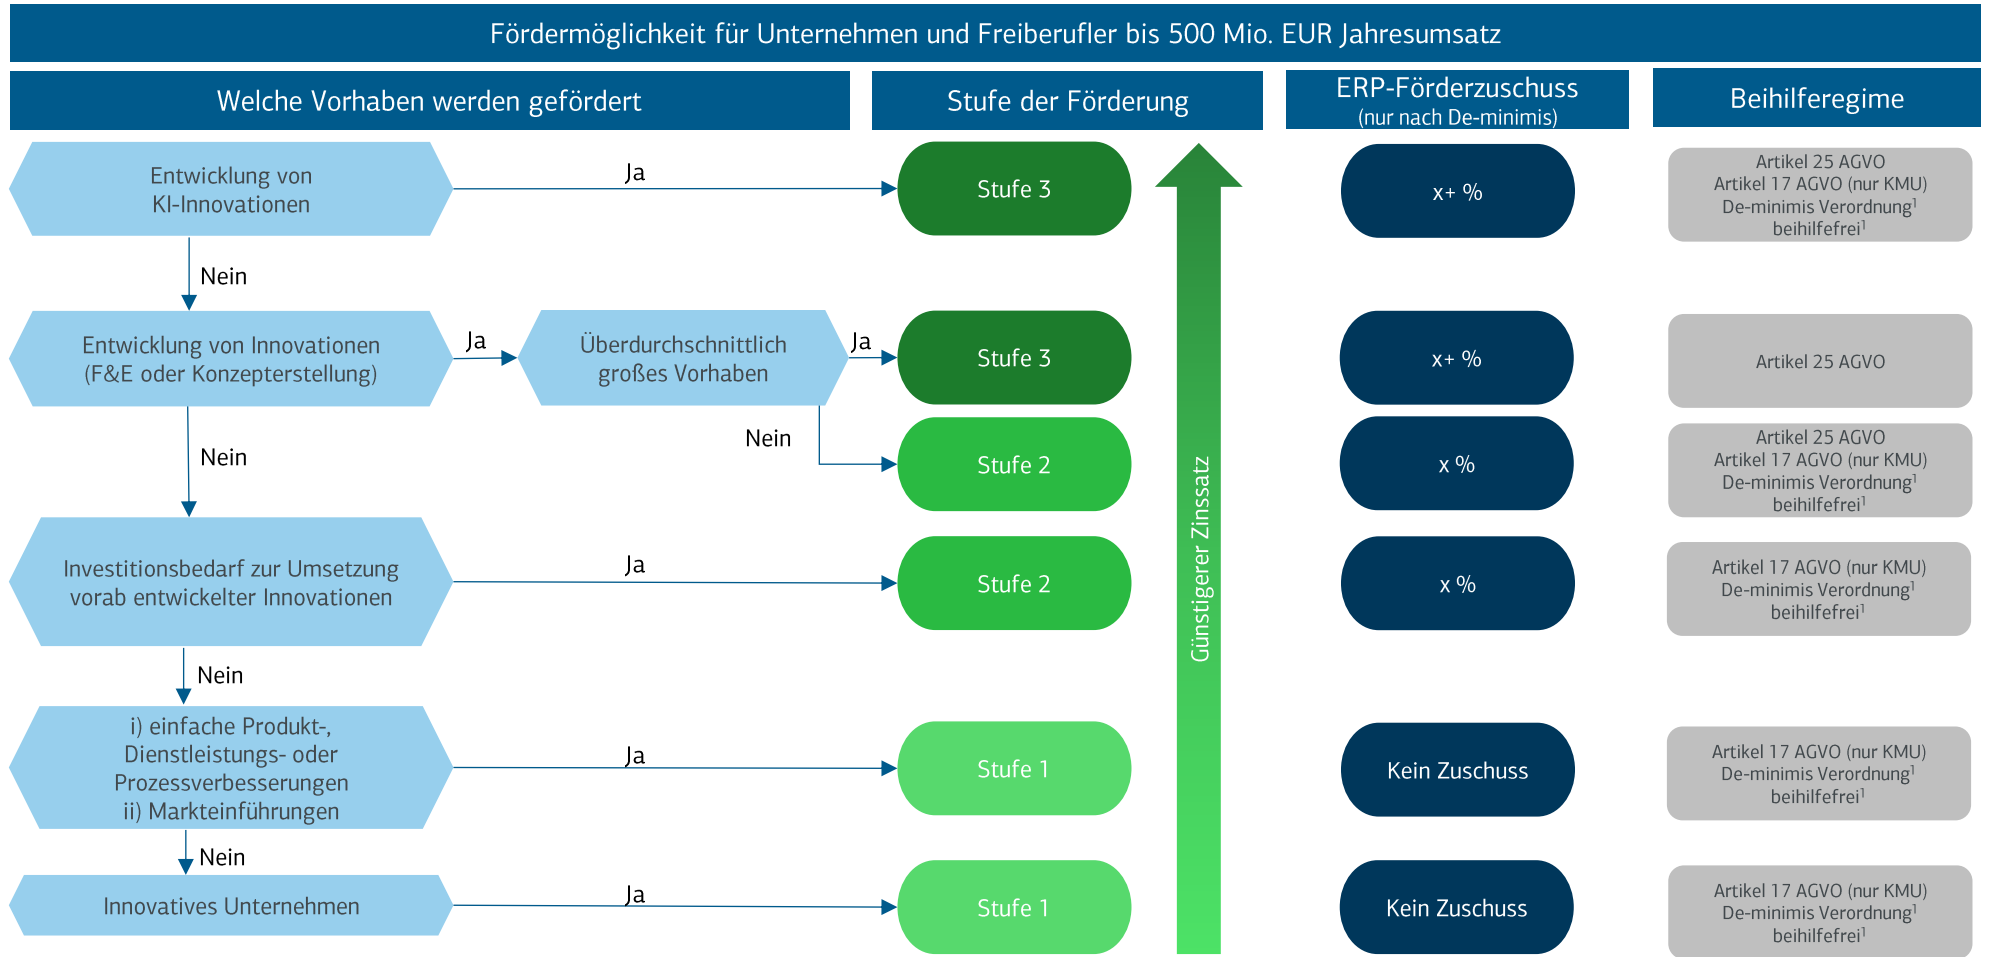 Fördermöglichkeit für Unternehmen und Freiberufler bis 500 Mio. EUR Jahresumsatz
Welche Vorhaben werden gefördert
Stufe der Förderung
ERP-Förderzuschuss
(nur nach De-minimis)
Beihilferegime
Entwicklung von
KI-Innovationen
Ja
Stufe 3
x+ %
Artikel 25 AGVO
Artikel 17 AGVO (nur KMU)
De-minimis Verordnung¹
beihilfefrei¹
Nein
Entwicklung von Innovationen
(F&E oder Konzepterstellung)
Ja
Überdurchschnittlich
großes Vorhaben
Ja
Stufe 3
x+ %
Artikel 25 AGVO
Nein
Stufe 2
x %
Artikel 25 AGVO
Artikel 17 AGVO (nur KMU)
De-minimis Verordnung¹
beihilfefrei¹
Nein
Investitionsbedarf zur Umsetzung
vorab entwickelter Innovationen
Ja
Stufe 2
x %
Artikel 17 AGVO (nur KMU)
De-minimis Verordnung¹
beihilfefrei¹
Günstigerer Zinssatz
Nein
i) einfache Produkt-,
Dienstleistungs- oder
Prozessverbesserungen
ii) Markteinführungen
Ja
Stufe 1
Kein Zuschuss
Artikel 17 AGVO (nur KMU)
De-minimis Verordnung¹
beihilfefrei¹
Nein
Innovatives Unternehmen
Ja
Stufe 1
Kein Zuschuss
Artikel 17 AGVO (nur KMU)
De-minimis Verordnung¹
beihilfefrei¹